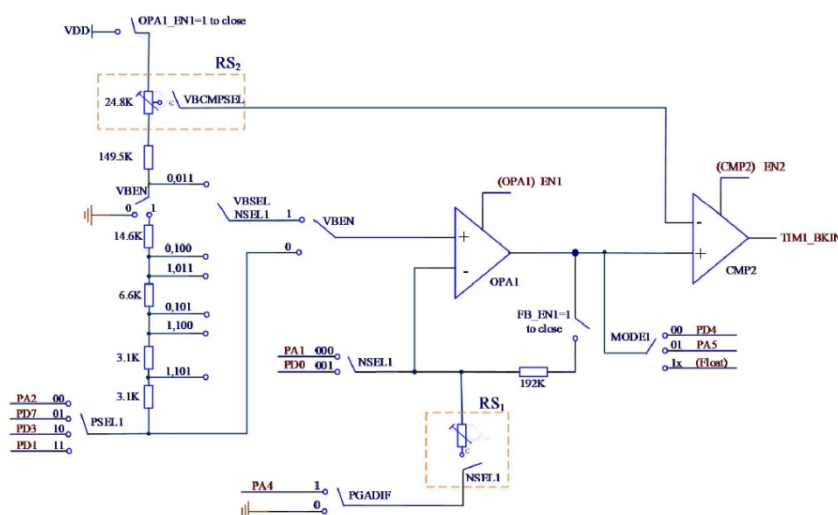 OPA1_EN1=1 to close
VDD
RS2
24.8K
VBCMPSEL
149.5K
(CMP2) EN2
VBEN
0,011
(OPA1) EN1
VBSEL
NSEL1
1
VBEN
0
1
14.6K
0
+
-
OPA1
-
+
CMP2
TIM1_BKIN
0,100
1,011
6.6K
0,101
1,100
FB_EN1=1
to close
MODE1
00 PD4
01 PA5
1x (Float)
3.1K
1,101
3.1K
PA1 000
PD0 001
NSEL1
192K
PA2 00
PD7 01
PD3 10
PD1 11
PSEL1
RS1
NSEL1
PA4 1
PGADIF
0